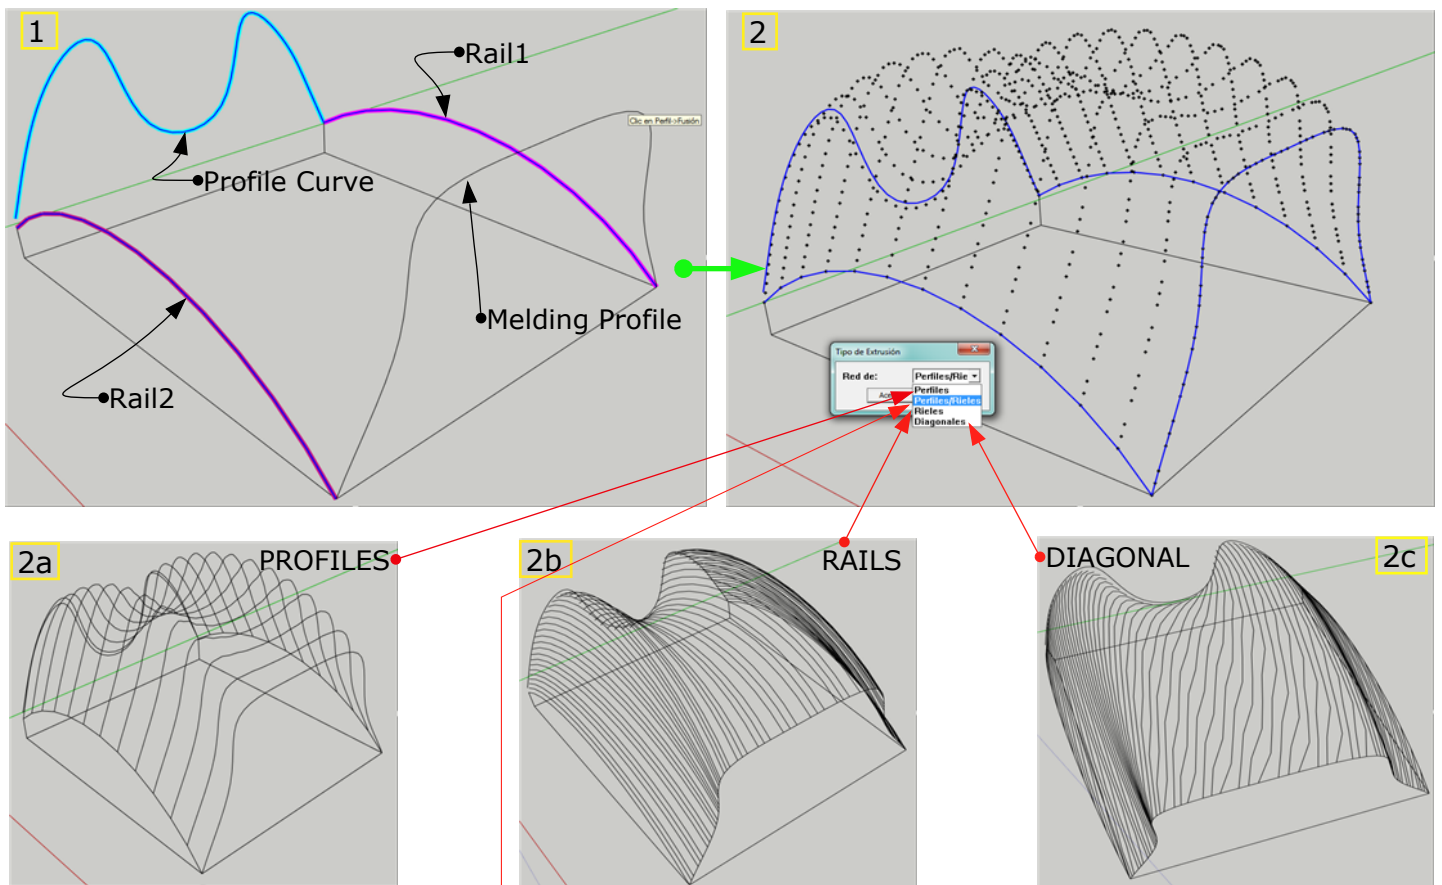 1
Rail1
Clic en Perfil->Fusión
Profile Curve
Melding Profile
Rail2
2
Tipo de Extrusión
Red de:
Perfiles/Rie
Perfiles
Perfiles/Rieles
Rieles
Diagonales
2a
PROFILES
2b
RAILS
DIAGONAL
2c